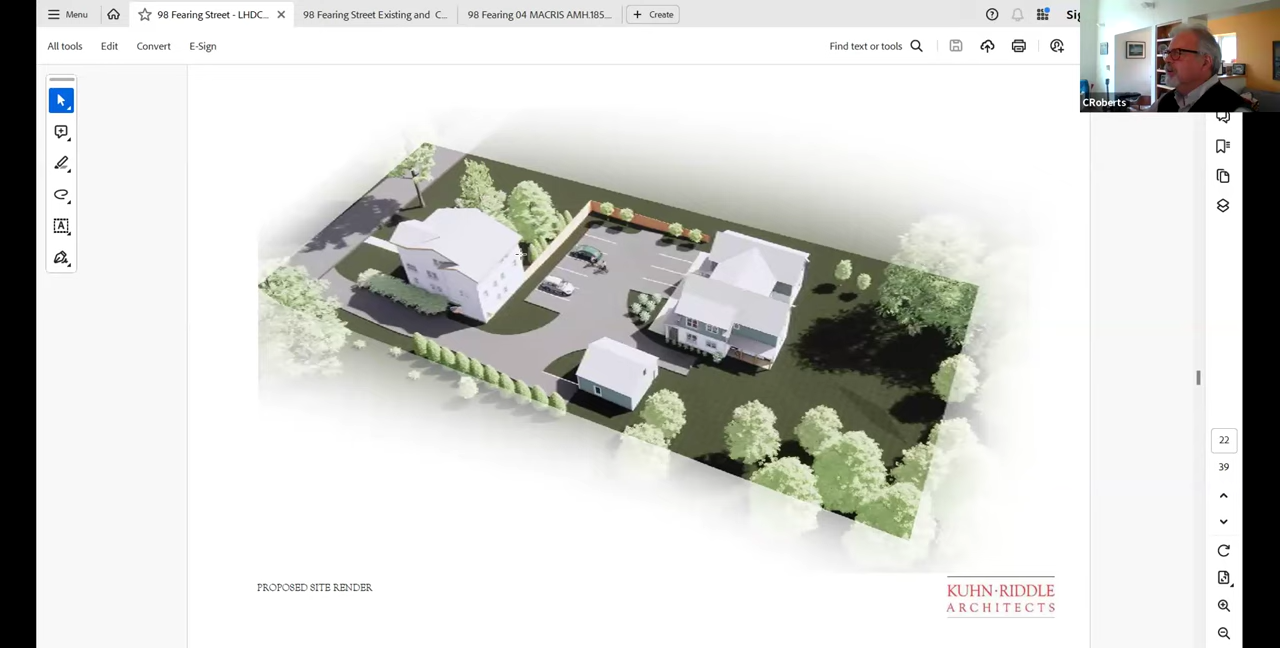 Menu
98 Fearing Street - LHDC...
98 Fearing Street Existing and C...
98 Fearing 04 MACRIS AMH.185...
Create
Sig
All tools
Edit
Convert
E-Sign
Find text or tools
CRoberts
22
39
PROPOSED SITE RENDER
KUHN·RIDDLE
ARCHITECTS